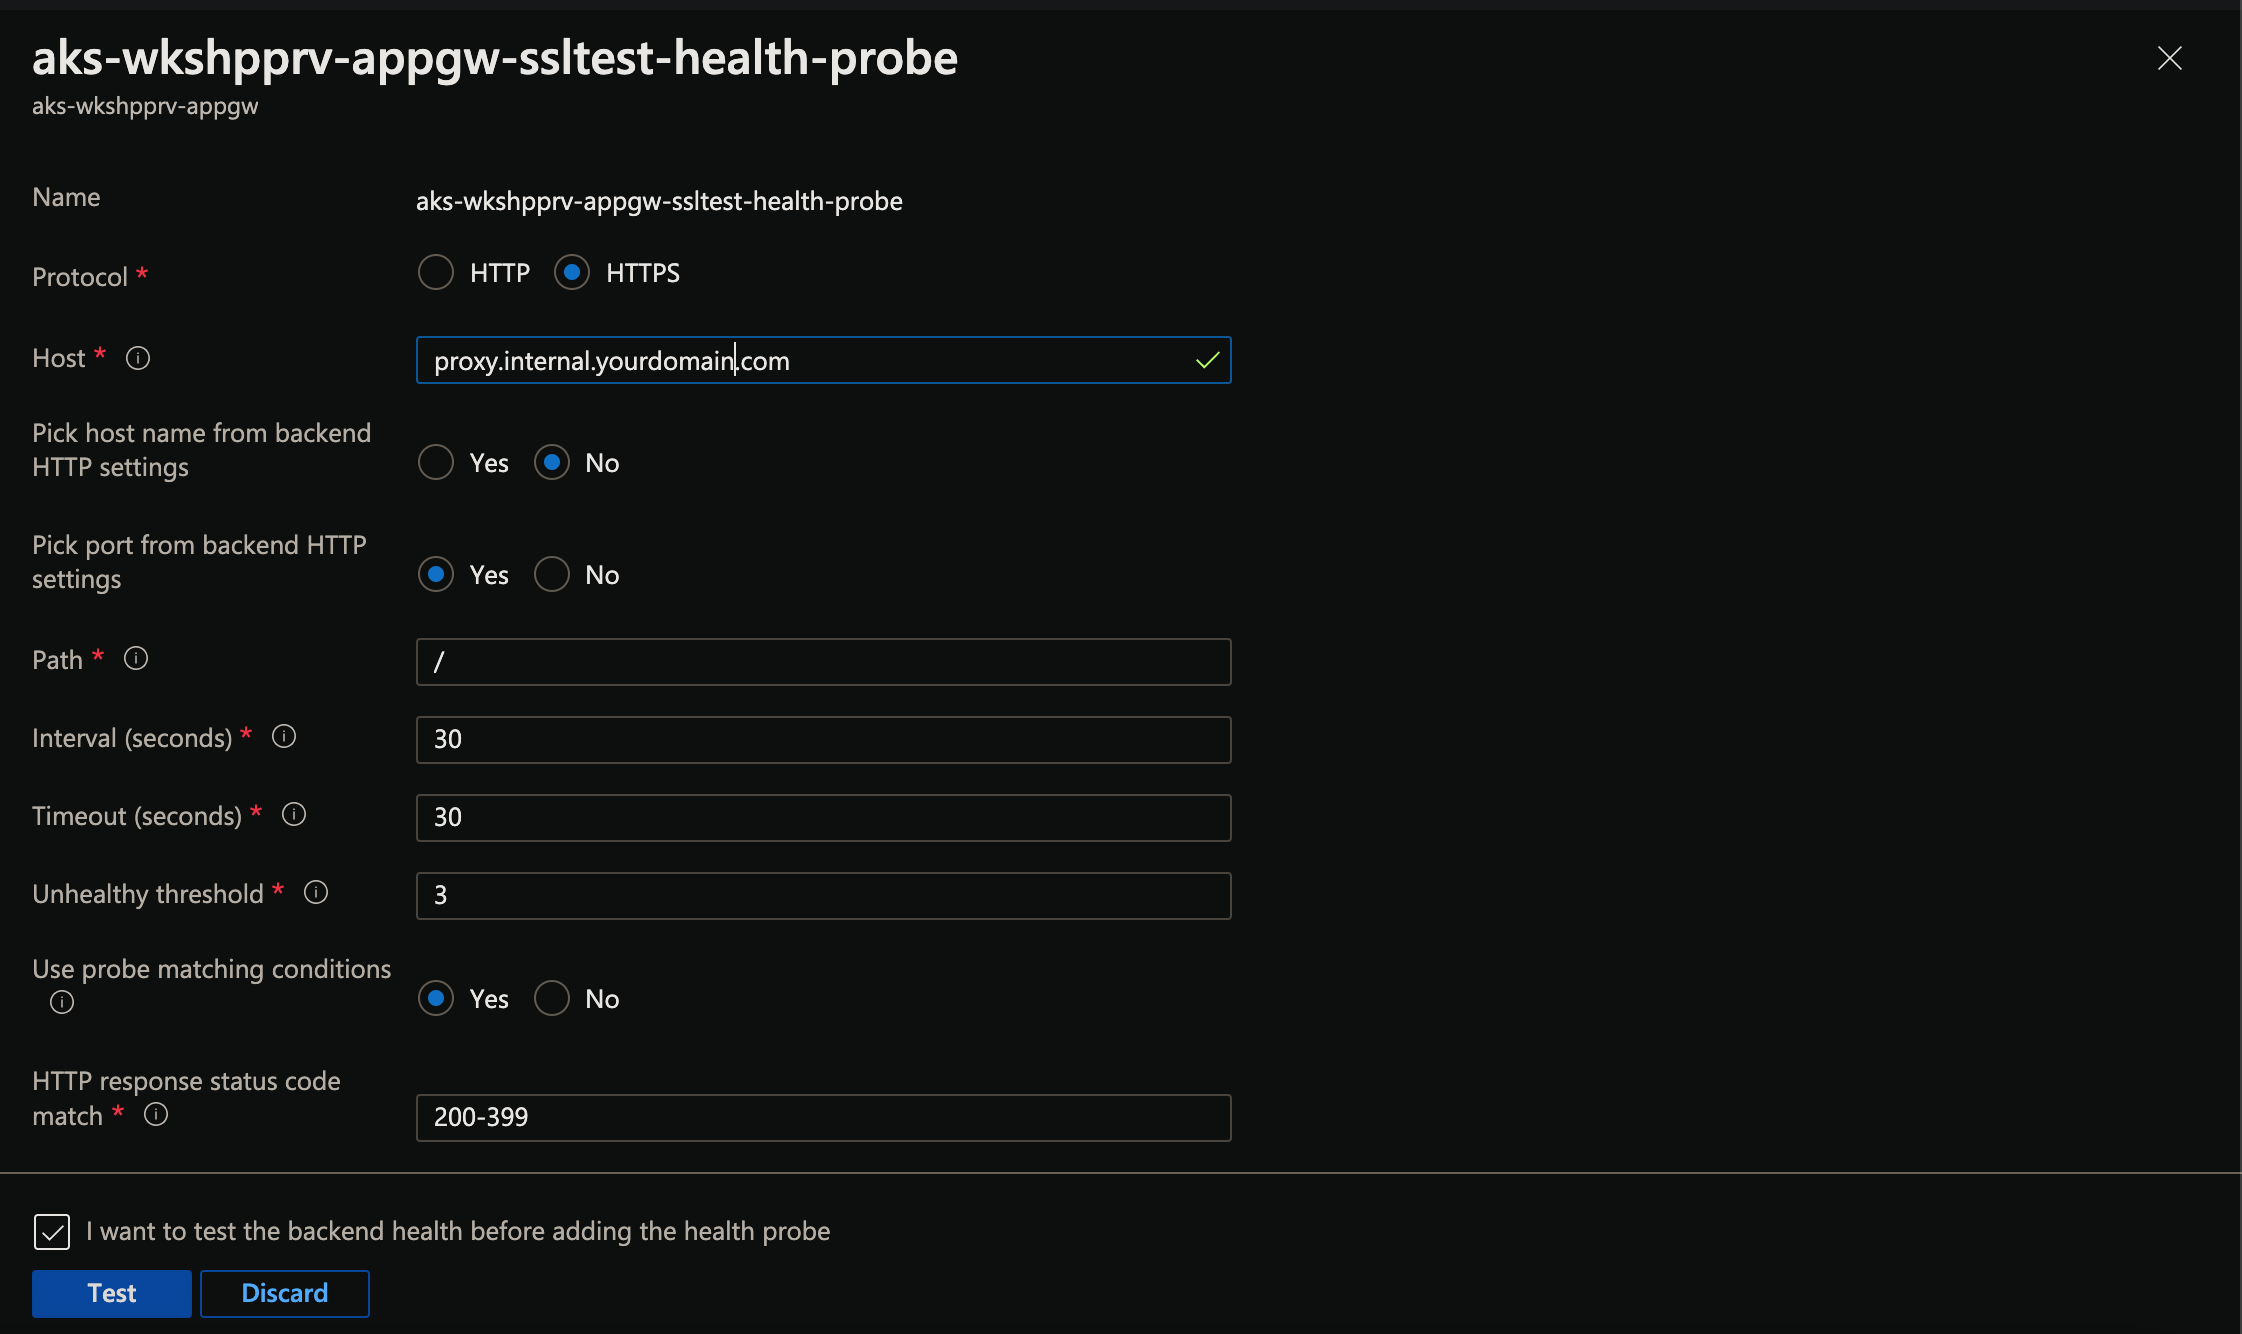 aks-wkshpprv-appgw-ssltest-health-probe
aks-wkshpprv-appgw
Name
aks-wkshpprv-appgw-ssltest-health-probe
Protocol *
HTTP HTTPS
Host *
proxy.internal.yourdomain.com
Pick host name from backend
HTTP settings
Yes No
Pick port from backend HTTP
settings
Yes No
Path *
/
Interval (seconds) *
30
Timeout (seconds) *
30
Unhealthy threshold *
3
Use probe matching conditions
Yes No
HTTP response status code
match *
200-399
I want to test the backend health before adding the health probe
Test Discard